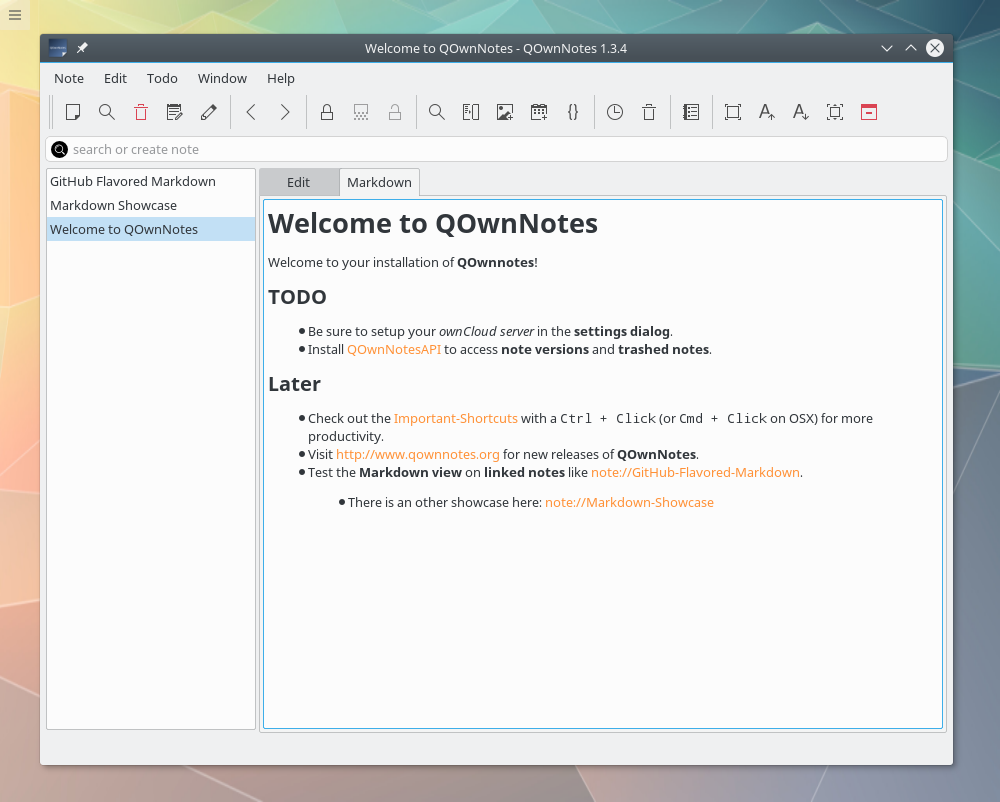 Welcome to QOwnNotes - QOwnNotes 1.3.4
Note Edit Todo Window Help
search or create note
GitHub Flavored Markdown
Markdown Showcase
Welcome to QOwnNotes
Edit Markdown
Welcome to QOwnNotes
Welcome to your installation of QOwnnotes!
TODO
Be sure to setup your ownCloud server in the settings dialog.
Install QOwnNotesAPI to access note versions and trashed notes.
Later
Check out the Important-Shortcuts with a Ctrl + Click (or Cmd + Click on OSX) for more
productivity.
Visit http://www.qownnotes.org for new releases of QOwnNotes.
Test the Markdown view on linked notes like note://GitHub-Flavored-Markdown.
There is an other showcase here: note://Markdown-Showcase